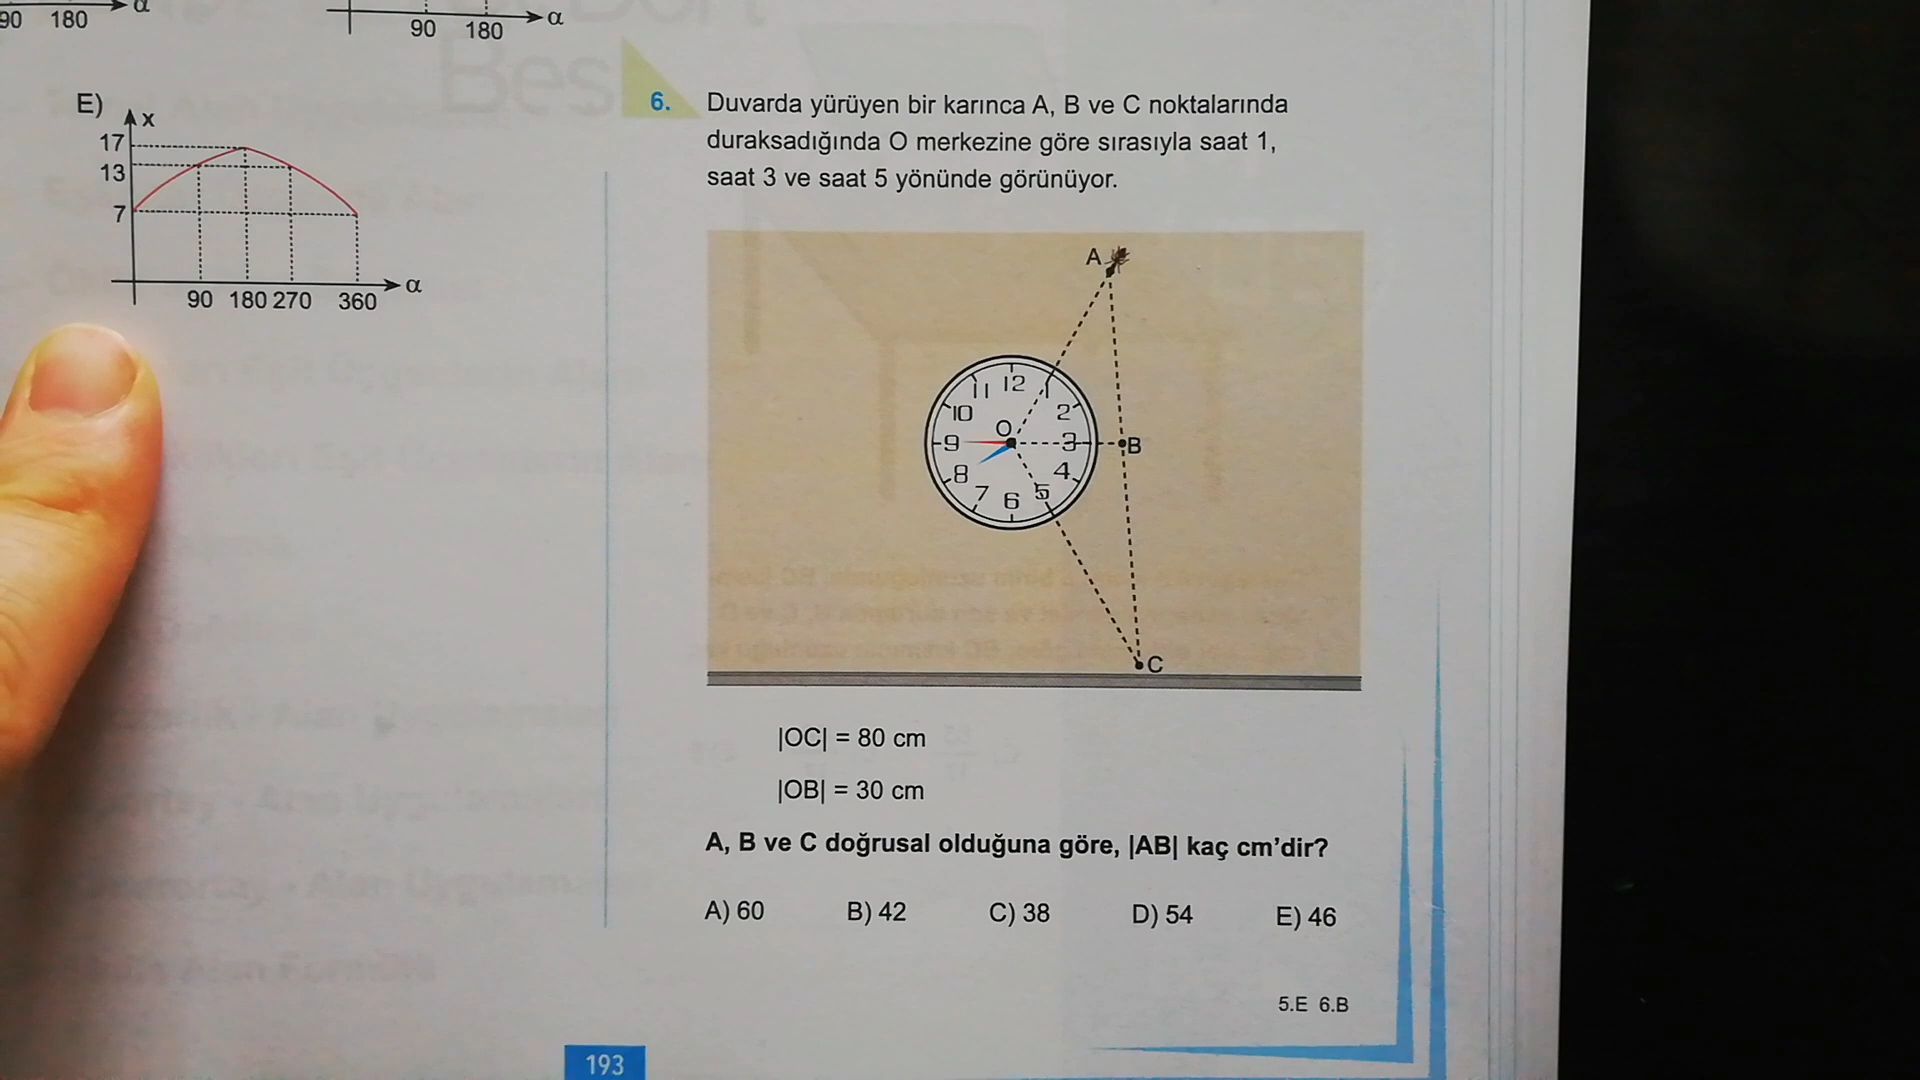 90 180 α
90 180 α
E)
x
17
13
7
90 180 270 360 α
6. Duvarda yürüyen bir karınca A, B ve C noktalarında
duraksadığında O merkezine göre sırasıyla saat 1,
saat 3 ve saat 5 yönünde görünüyor.
A
11 12 1
10 2
O
9 3 B
8 4
7 6 5
C
|OC| = 80 cm
|OB| = 30 cm
A, B ve C doğrusal olduğuna göre, |AB| kaç cm'dir?
A) 60 B) 42 C) 38 D) 54 E) 46
5.E 6.B
193